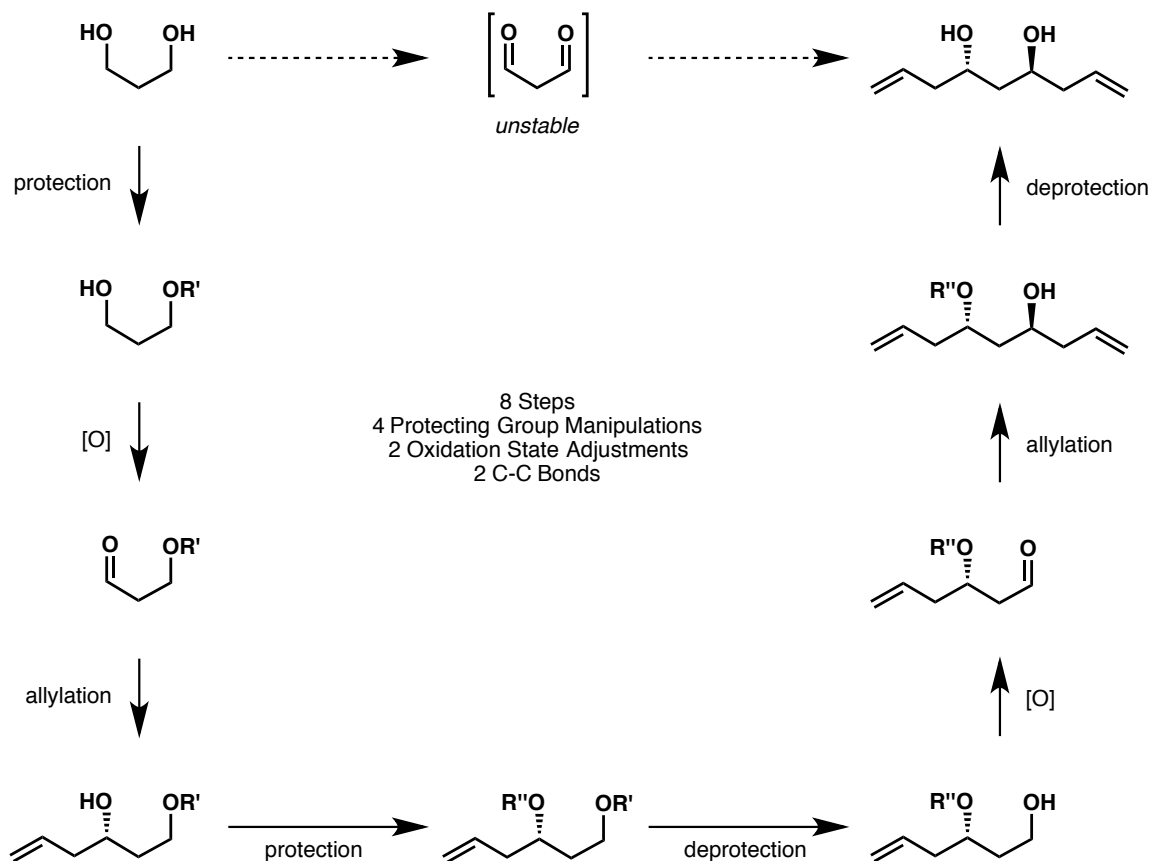 HO OH
O O
unstable
HO OH
protection
deprotection
HO OR'
R''O OH
8 Steps
4 Protecting Group Manipulations
2 Oxidation State Adjustments
2 C-C Bonds
[O]
allylation
O OR'
R''O O
allylation
[O]
HO OR'
protection
R''O OR'
deprotection
R''O OH